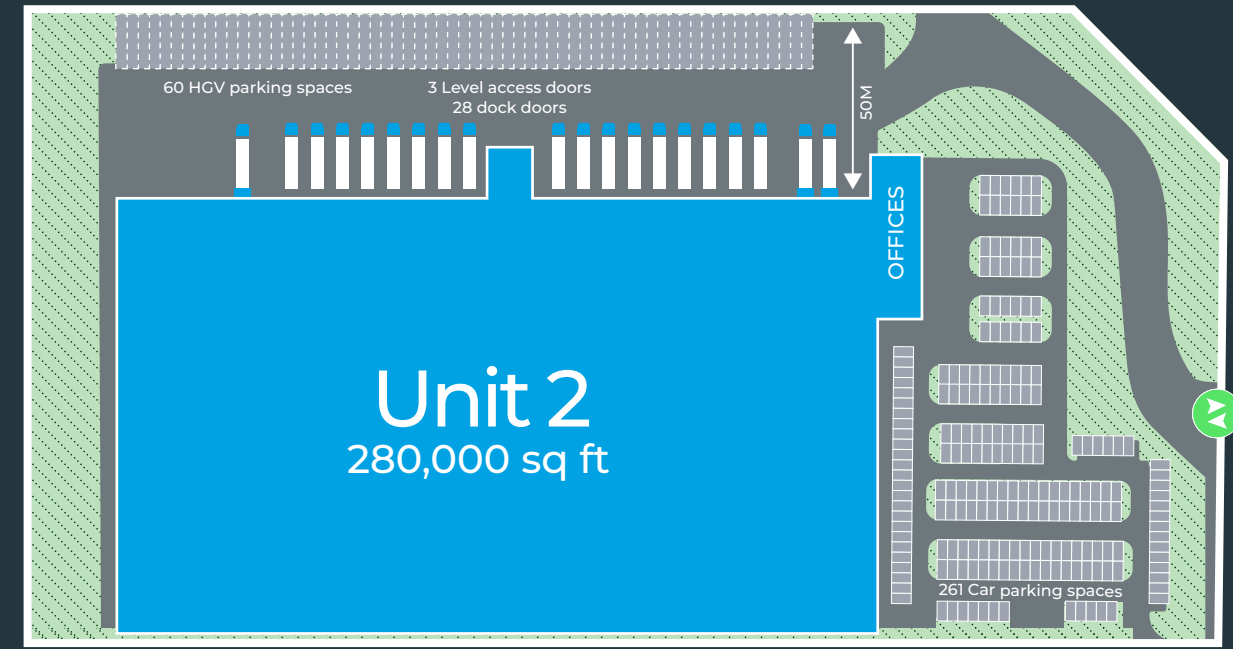 60 HGV parking spaces
3 Level access doors
28 dock doors
50M
OFFICES
Unit 2
280,000 sq ft
261 Car parking spaces